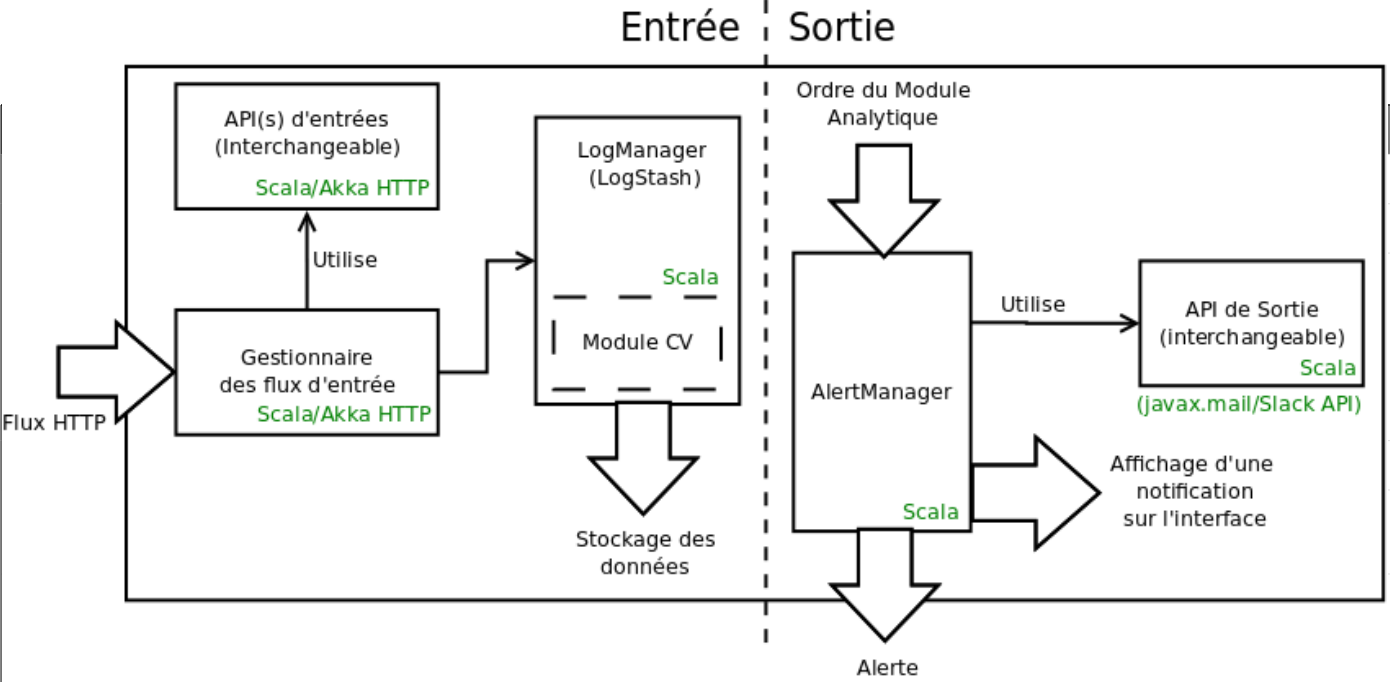 Entrée
Sortie
API(s) d'entrées
(Interchangeable)
Scala/Akka HTTP
Utilise
Gestionnaire
des flux d'entrée
Scala/Akka HTTP
Flux HTTP
LogManager
(LogStash)
Scala
Module CV
Stockage des
données
Ordre du Module
Analytique
AlertManager
Scala
Utilise
API de Sortie
(interchangeable)
Scala
(javax.mail/Slack API)
Affichage d'une
notification
sur l'interface
Alerte